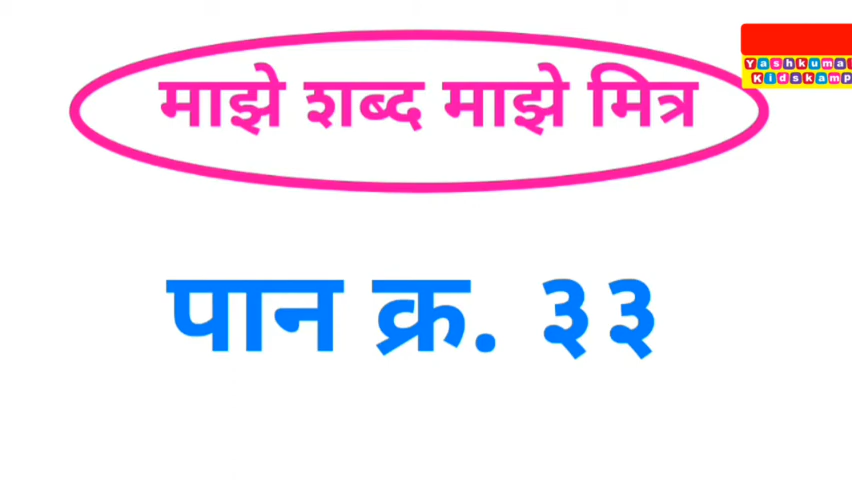 माझे शब्द माझे मित्र
Yashkumar
Kidskamp
पान क्र. ३३